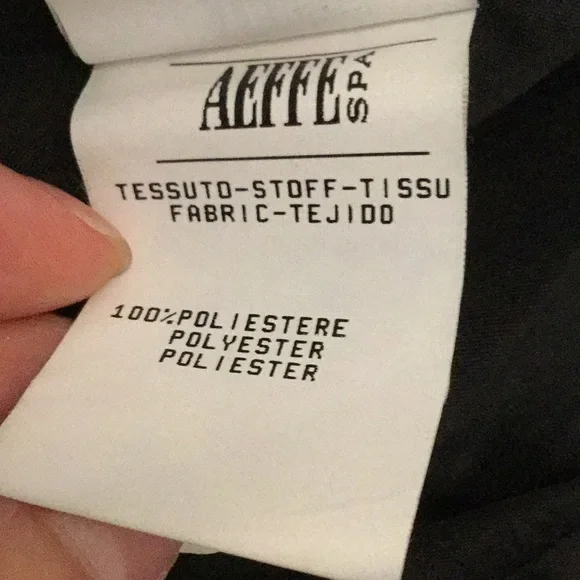 AEFFE SPA
TESSUTO-STOFF-TISSU
FABRIC-TEJIDO
100%POLIESTERE
POLYESTER
POLIESTER